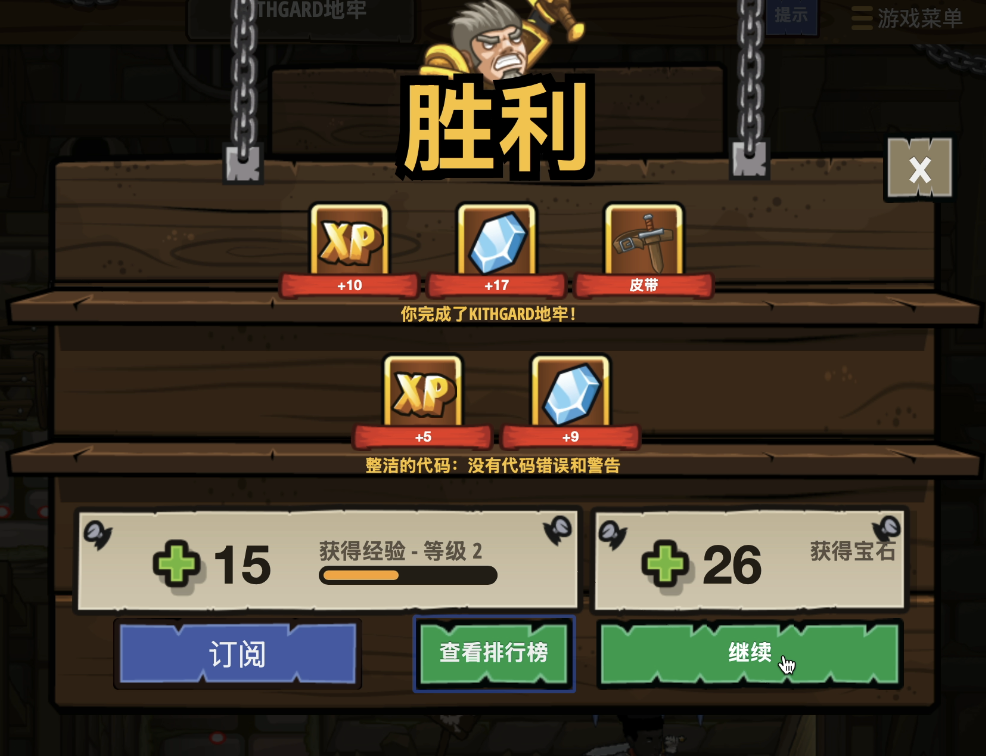 KITHGARD地牢
提示
游戏菜单
胜利
X
XP
+10
+17
皮带
你完成了KITHGARD地牢!
XP
+5
+9
整洁的代码：没有代码错误和警告
15
获得经验 - 等级 2
26
获得宝石
订阅
查看排行榜
继续